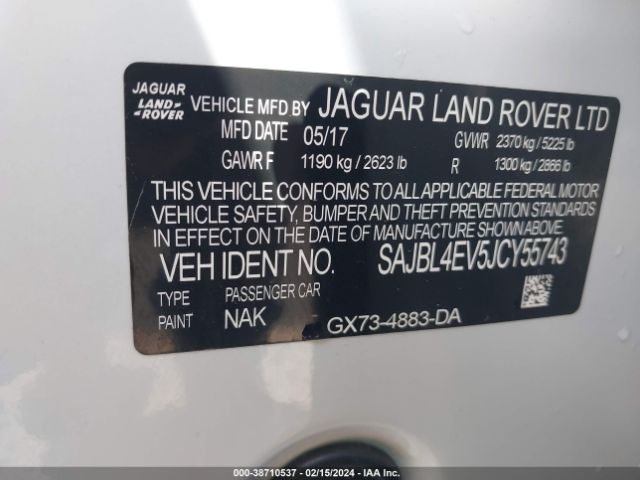 JAGUAR
LAND-
-ROVER
VEHICLE MFD BY JAGUAR LAND ROVER LTD
MFD DATE 05/17 GVWR 2370 kg / 5225 lb
GAWR F 1190 kg / 2623 lb R 1300 kg / 2866 lb
THIS VEHICLE CONFORMS TO ALL APPLICABLE FEDERAL MOTOR
VEHICLE SAFETY, BUMPER AND THEFT PREVENTION STANDARDS
IN EFFECT ON THE DATE OF MANUFACTURE SHOWN ABOVE.
VEH IDENT NO. SAJBL4EV5JCY55743
TYPE PASSENGER CAR
PAINT NAK GX73-4883-DA
000-38710537 - 02/15/2024 - IAA Inc.